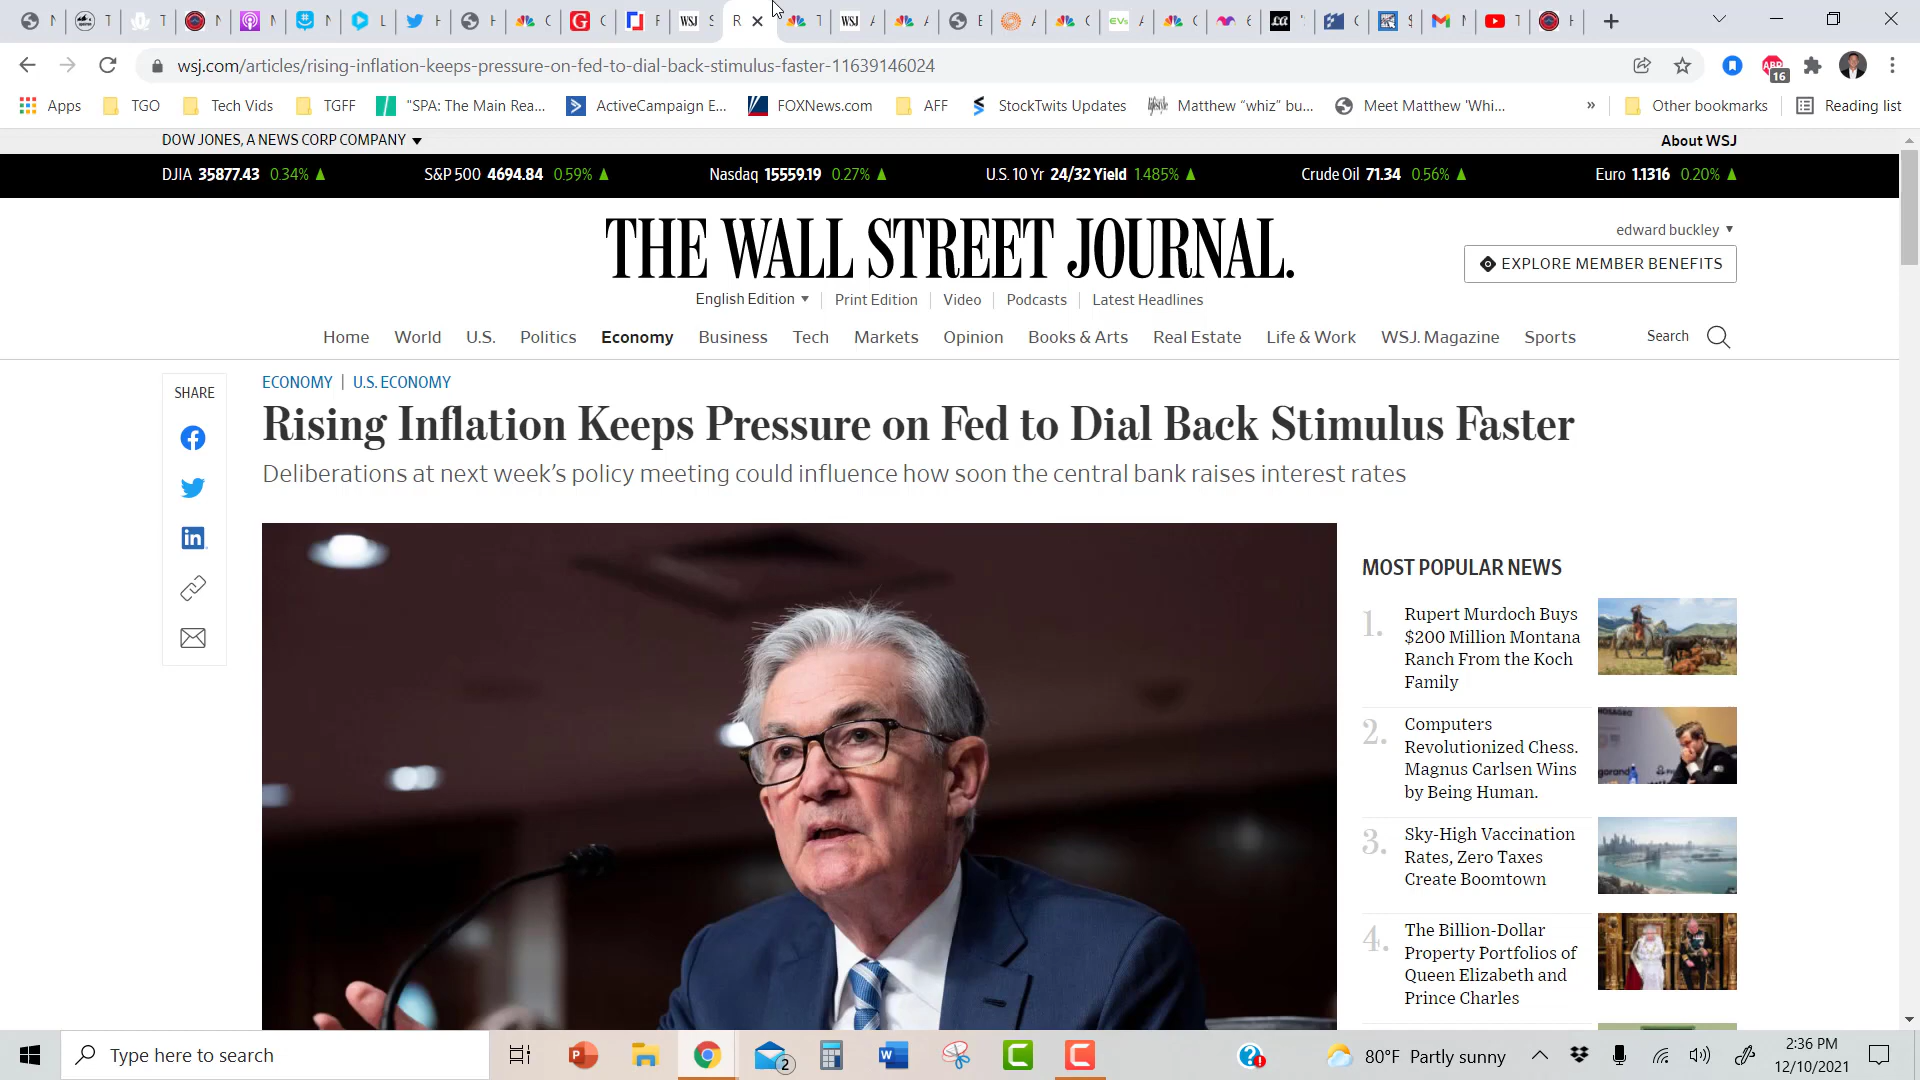 wsj.com/articles/rising-inflation-keeps-pressure-on-fed-to-dial-back-stimulus-faster-11639146024
16
Apps TGO Tech Vids TGFF "SPA: The Main Rea... ActiveCampaign E... FOXNews.com AFF StockTwits Updates Matthew "whiz" bu... Meet Matthew 'Whi... » Other bookmarks Reading list
DOW JONES, A NEWS CORP COMPANY About WSJ
DJIA 35877.43 0.34% S&P 500 4694.84 0.59% Nasdaq 15559.19 0.27% U.S. 10 Yr 24/32 Yield 1.485% Crude Oil 71.34 0.56% Euro 1.1316 0.20%
THE WALL STREET JOURNAL.
edward buckley
EXPLORE MEMBER BENEFITS
English Edition Print Edition Video Podcasts Latest Headlines
Home World U.S. Politics Economy Business Tech Markets Opinion Books & Arts Real Estate Life & Work WSJ. Magazine Sports Search
SHARE
ECONOMY | U.S. ECONOMY
Rising Inflation Keeps Pressure on Fed to Dial Back Stimulus Faster
Deliberations at next week's policy meeting could influence how soon the central bank raises interest rates
MOST POPULAR NEWS
1. Rupert Murdoch Buys
$200 Million Montana
Ranch From the Koch
Family
2. Computers
Revolutionized Chess.
Magnus Carlsen Wins
by Being Human.
3. Sky-High Vaccination
Rates, Zero Taxes
Create Boomtown
4. The Billion-Dollar
Property Portfolios of
Queen Elizabeth and
Prince Charles
Type here to search
2
80°F Partly sunny
2:36 PM
12/10/2021